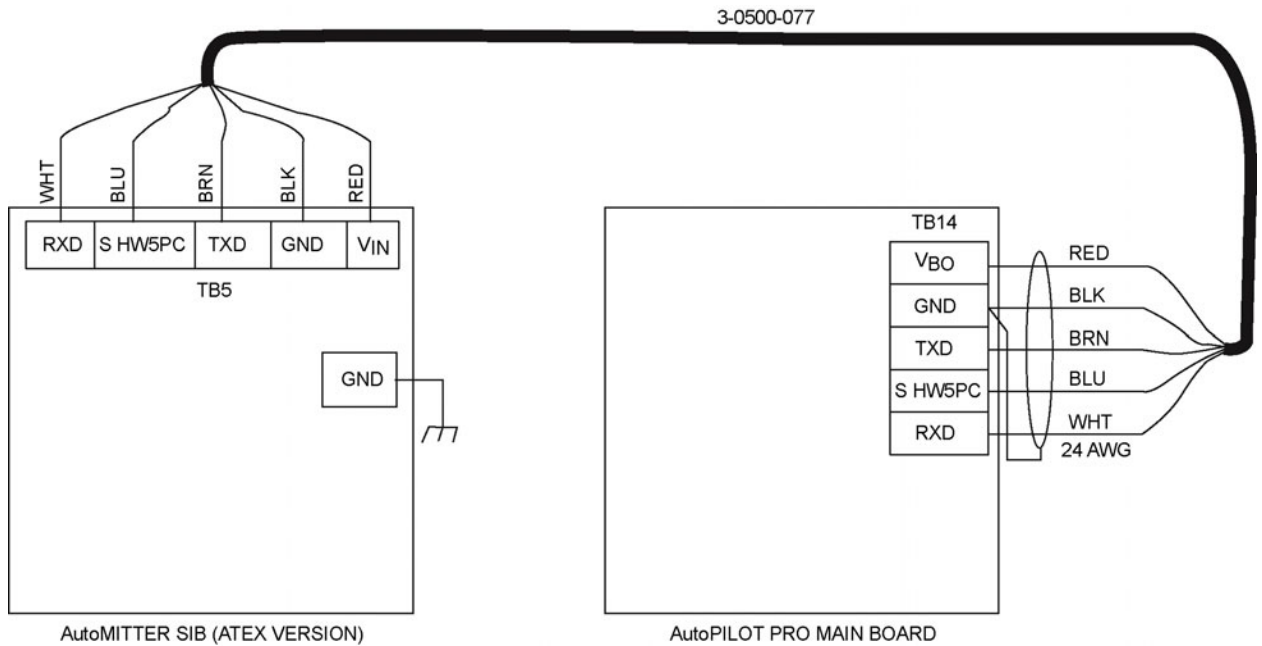 3-0500-077
WHT
BLU
BRN
BLK
RED
RXD
S HW5PC
TXD
GND
VIN
TB5
GND
AutoMITTER SIB (ATEX VERSION)
TB14
VBO
RED
GND
BLK
TXD
BRN
S HW5PC
BLU
RXD
WHT
24 AWG
AutoPILOT PRO MAIN BOARD